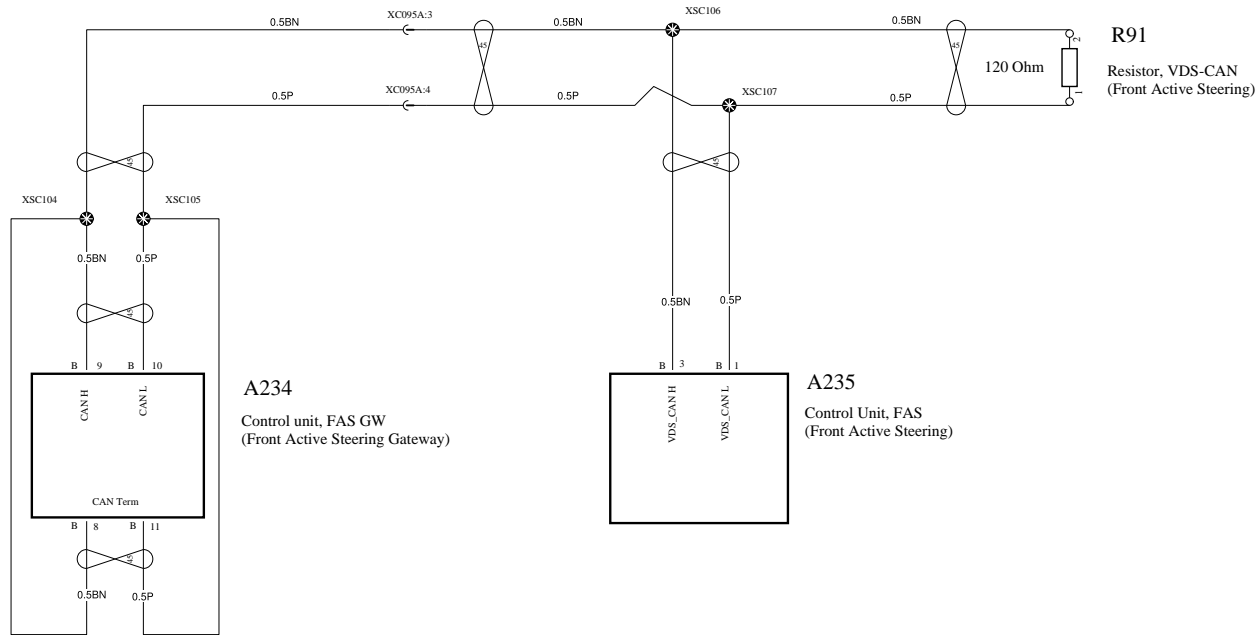 XC095A:3
XSC106
0.5BN
0.5BN
0.5BN
45
45
2
R91
120 Ohm
Resistor, VDS-CAN
(Front Active Steering)
1
XC095A:4
XSC107
0.5P
0.5P
0.5P
45
45
XSC104
XSC105
0.5BN
0.5P
45
0.5BN
0.5P
B 9 B 10
B 3 B 1
CAN H
CAN L
A234
Control unit, FAS GW
(Front Active Steering Gateway)
VDS_CAN H
VDS_CAN L
A235
Control Unit, FAS
(Front Active Steering)
CAN Term
B 8 B 11
45
0.5BN
0.5P